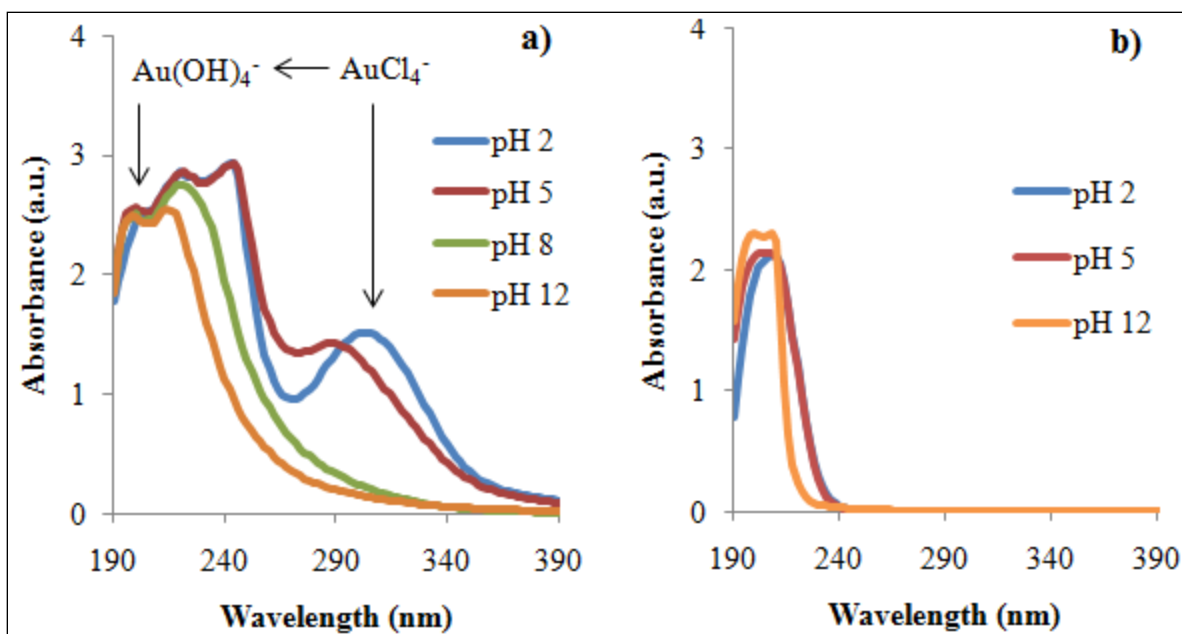 a)
Au(OH)₄⁻ ← AuCl₄⁻
pH 2
pH 5
pH 8
pH 12
4
3
2
1
0
190 240 290 340 390
Absorbance (a.u.)
Wavelength (nm)
b)
pH 2
pH 5
pH 12
4
3
2
1
0
190 240 290 340 390
Absorbance (a.u.)
Wavelength (nm)